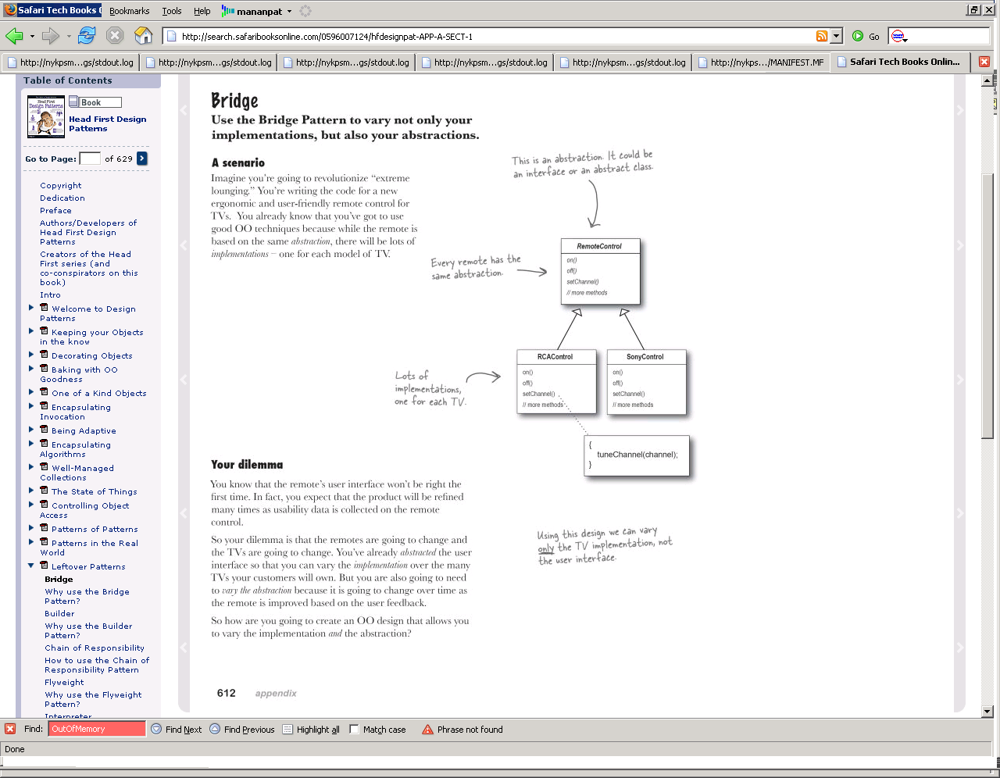 Safari Tech Books O
Bookmarks Tools Help mananpat
http://search.safaribooksonline.com/0596007124/hfdesignpat-APP-A-SECT-1
Go
http://nykpsm...gs/stdout.log
http://nykpsm...gs/stdout.log
http://nykpsm...gs/stdout.log
http://nykpsm...gs/stdout.log
http://nykpsm...gs/stdout.log
http://nykps.../MANIFEST.MF
Safari Tech Books Onlin...
Table of Contents
Book
Head First Design
Patterns
Go to Page: of 629
Copyright
Dedication
Preface
Authors/Developers of
Head First Design
Patterns
Creators of the Head
First series (and
co-conspirators on this
book)
Intro
Welcome to Design
Patterns
Keeping your Objects
in the know
Decorating Objects
Baking with OO
Goodness
One of a Kind Objects
Encapsulating
Invocation
Being Adaptive
Encapsulating
Algorithms
Well-Managed
Collections
The State of Things
Controlling Object
Access
Patterns of Patterns
Patterns in the Real
World
Leftover Patterns
Bridge
Why use the Bridge
Pattern?
Builder
Why use the Builder
Pattern?
Chain of Responsibility
How to use the Chain of
Responsibility Pattern
Flyweight
Why use the Flyweight
Pattern?
Interpreter
Bridge
Use the Bridge Pattern to vary not only your
implementations, but also your abstractions.
A scenario
Imagine you're going to revolutionize “extreme
lounging.” You're writing the code for a new
ergonomic and user-friendly remote control for
TVs. You already know that you've got to use
good OO techniques because while the remote is
based on the same abstraction, there will be lots of
implementations – one for each model of TV.
This is an abstraction. It could be
an interface or an abstract class.
Every remote has the
same abstraction.
RemoteControl
on()
off()
setChannel()
// more methods
Lots of
implementations,
one for each TV.
RCAControl
on()
off()
setChannel()
// more methods
SonyControl
on()
off()
setChannel()
// more methods
{
tuneChannel(channel);
}
Your dilemma
You know that the remote's user interface won't be right the
first time. In fact, you expect that the product will be refined
many times as usability data is collected on the remote
control.
So your dilemma is that the remotes are going to change and
the TVs are going to change. You've already abstracted the user
interface so that you can vary the implementation over the many
TVs your customers will own. But you are also going to need
to vary the abstraction because it is going to change over time as
the remote is improved based on the user feedback.
So how are you going to create an OO design that allows you
to vary the implementation and the abstraction?
Using this design we can vary
only the TV implementation, not
the user interface.
612 appendix
Find: OutOfMemory Find Next Find Previous Highlight all Match case Phrase not found
Done